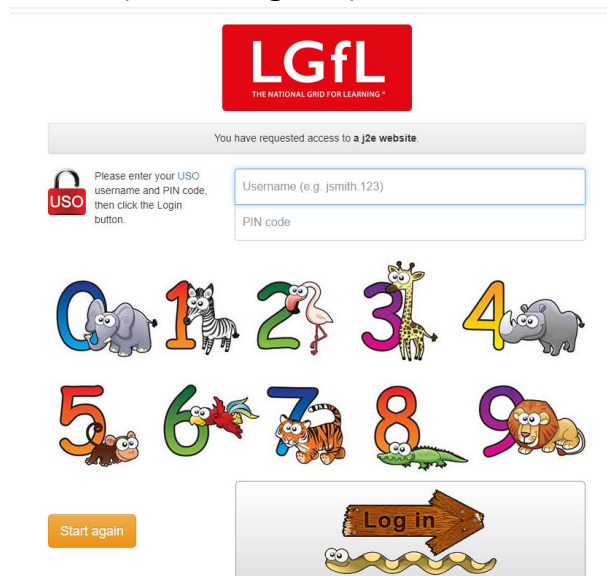 LGfL
THE NATIONAL GRID FOR LEARNING ®
You have requested access to a j2e website.
Please enter your USO
username and PIN code,
then click the Login
button.
USO
Username (e.g. jsmith.123)
PIN code
0 1 2 3 4
5 6 7 8 9
Start again
Log in